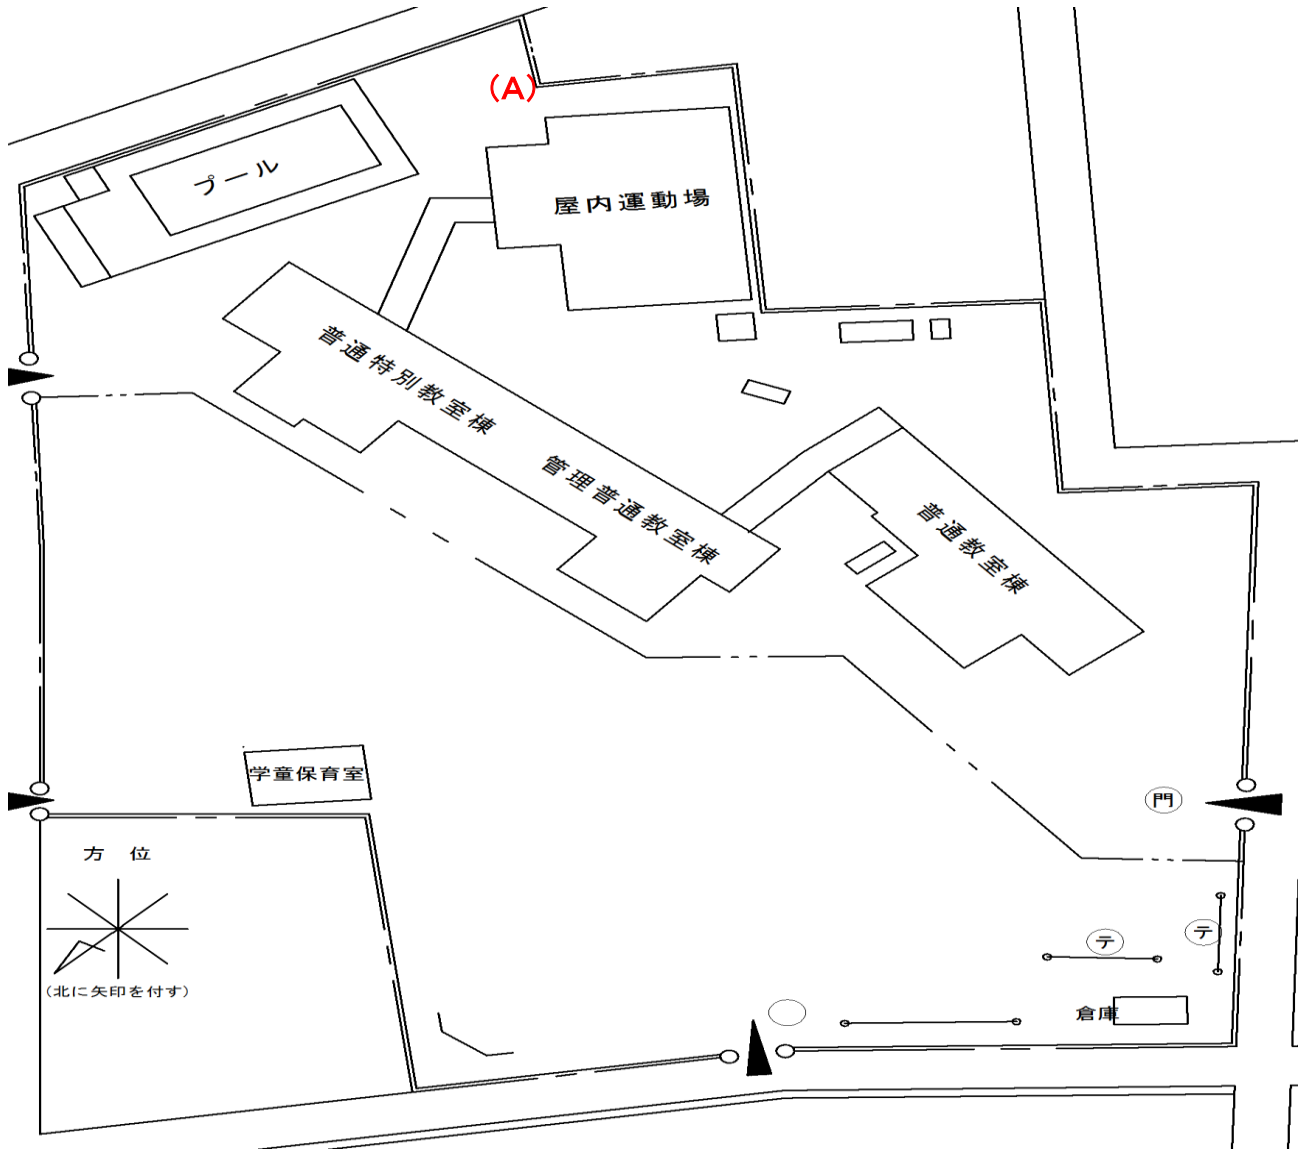 (A)
プール
屋内運動場
普通特別教室棟
管理普通教室棟
普通教室棟
学童保育室
門
方 位
(北に矢印を付す)
テ
テ
倉庫